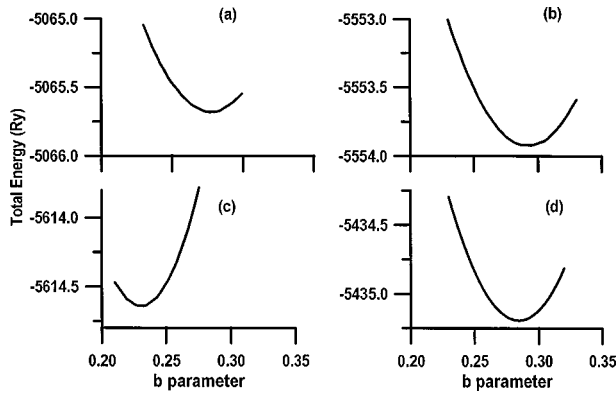 (a)
(b)
-5065.0
-5065.5
-5066.0
-5553.0
-5553.5
-5554.0
Total Energy (Ry)
(c)
(d)
-5614.0
-5614.5
-5434.5
-5435.0
0.20 0.25 0.30 0.35
0.20 0.25 0.30 0.35
b parameter
b parameter